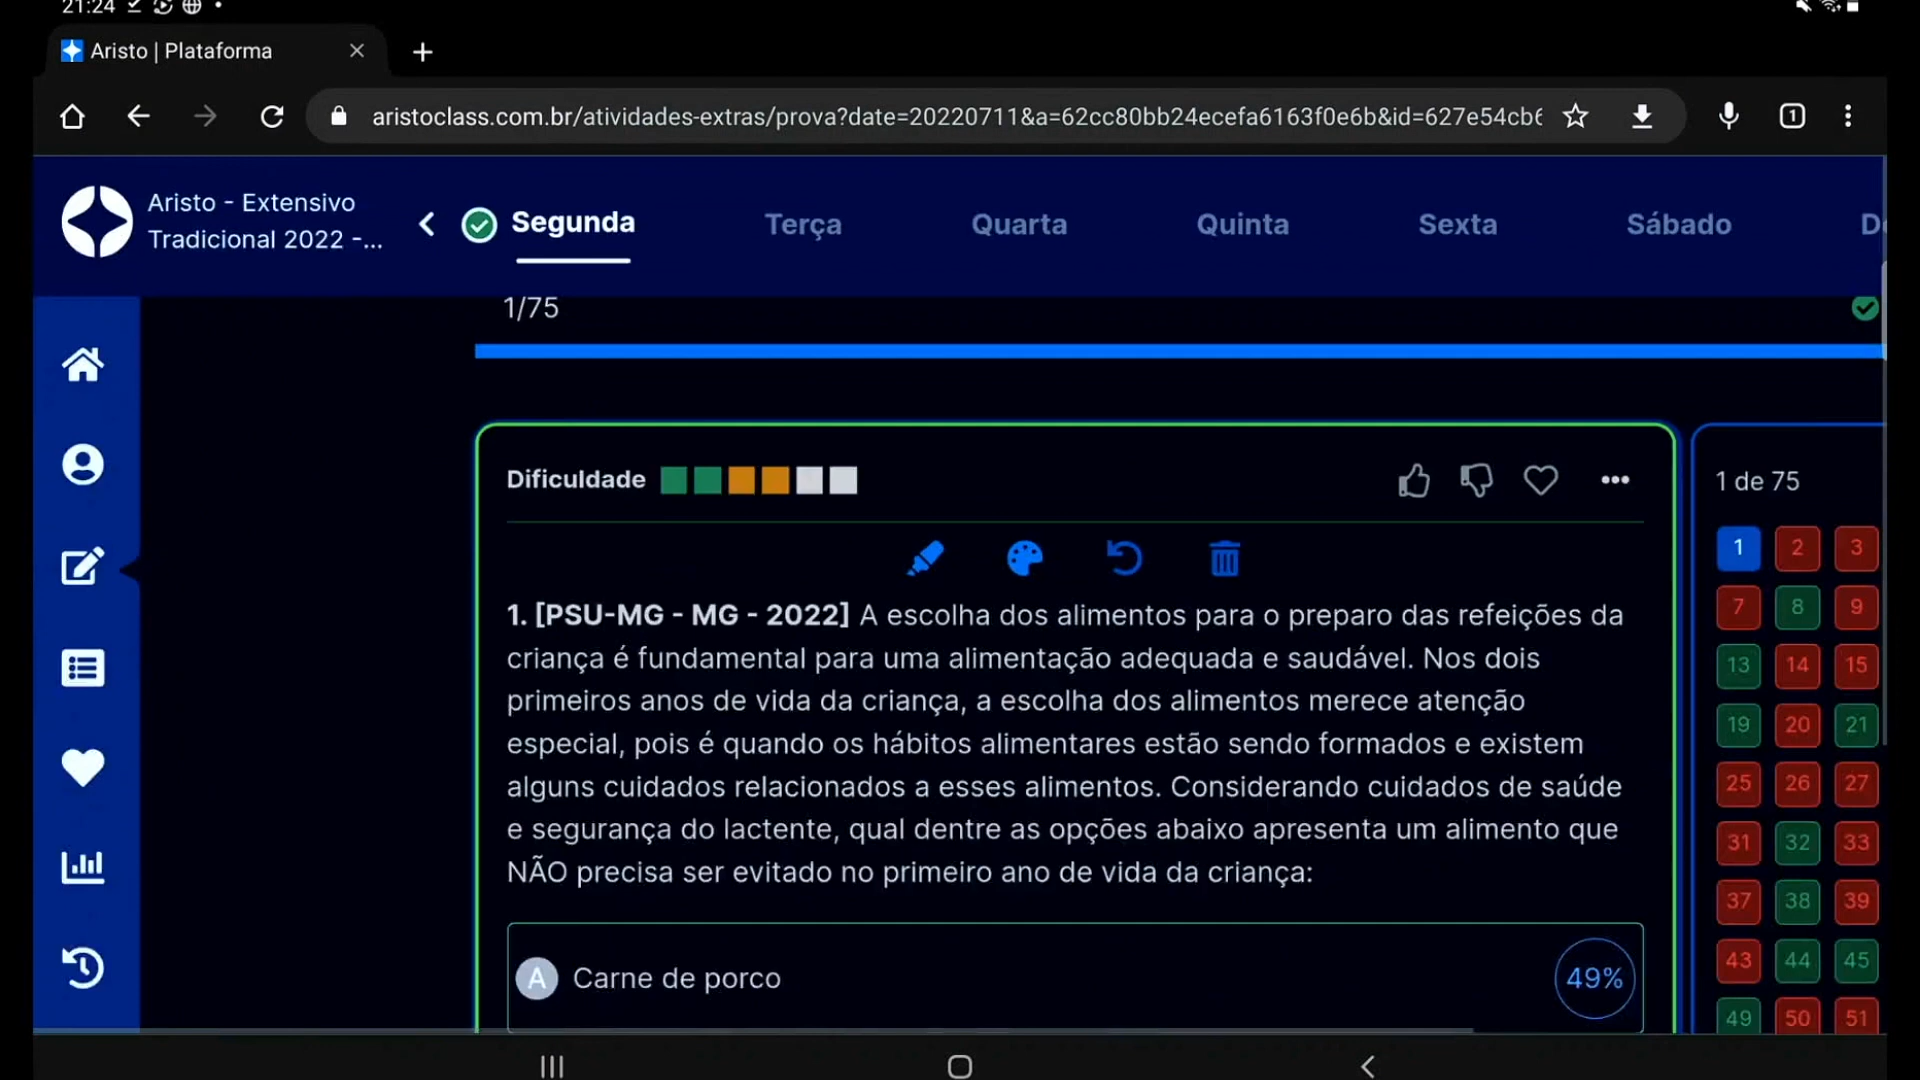 21:24
Aristo | Plataforma
aristoclass.com.br/atividades-extras/prova?date=20220711&a=62cc80bb24ecefa6163f0e6b&id=627e54cb6
1
Aristo - Extensivo
Tradicional 2022 -...
Segunda
Terça
Quarta
Quinta
Sexta
Sábado
1/75
Dificuldade
1. [PSU-MG - MG - 2022] A escolha dos alimentos para o preparo das refeições da
criança é fundamental para uma alimentação adequada e saudável. Nos dois
primeiros anos de vida da criança, a escolha dos alimentos merece atenção
especial, pois é quando os hábitos alimentares estão sendo formados e existem
alguns cuidados relacionados a esses alimentos. Considerando cuidados de saúde
e segurança do lactente, qual dentre as opções abaixo apresenta um alimento que
NÃO precisa ser evitado no primeiro ano de vida da criança:
A Carne de porco
49%
1 de 75
1 2 3
7 8 9
13 14 15
19 20 21
25 26 27
31 32 33
37 38 39
43 44 45
49 50 51